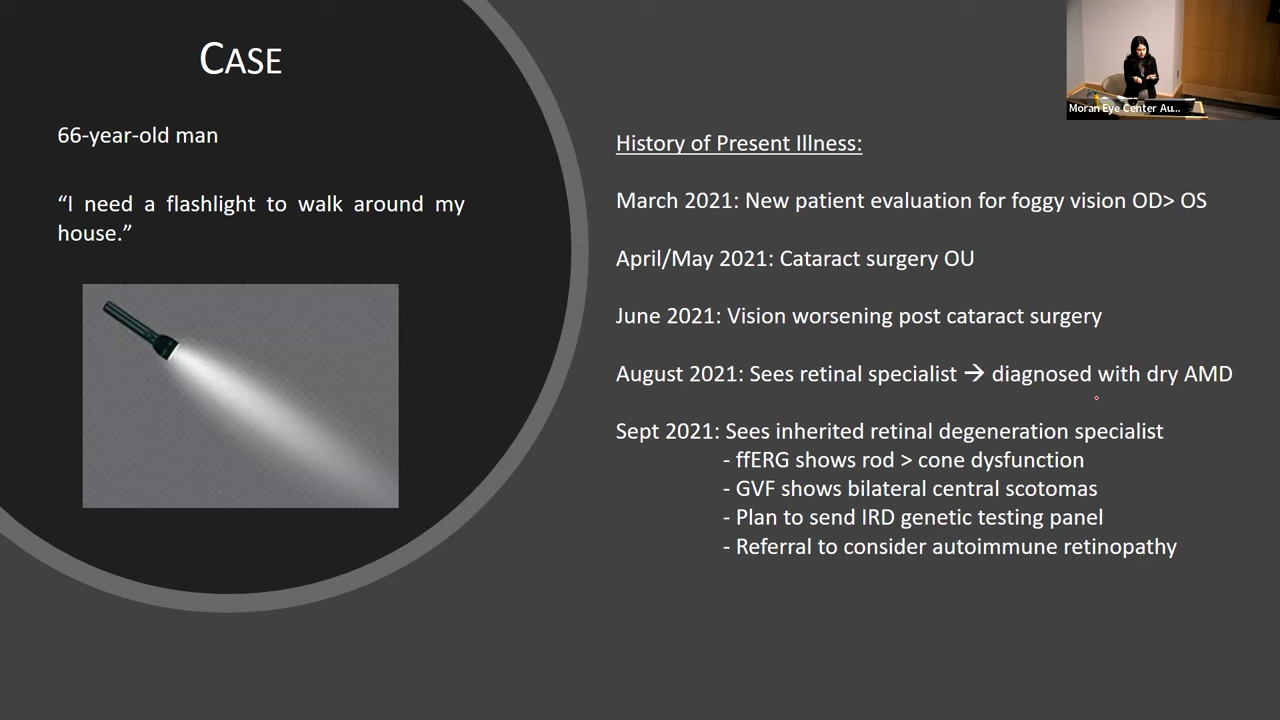 CASE
66-year-old man
“I need a flashlight to walk around my
house.”
History of Present Illness:
March 2021: New patient evaluation for foggy vision OD> OS
April/May 2021: Cataract surgery OU
June 2021: Vision worsening post cataract surgery
August 2021: Sees retinal specialist → diagnosed with dry AMD
Sept 2021: Sees inherited retinal degeneration specialist
- ffERG shows rod > cone dysfunction
- GVF shows bilateral central scotomas
- Plan to send IRD genetic testing panel
- Referral to consider autoimmune retinopathy
Moran Eye Center Au...